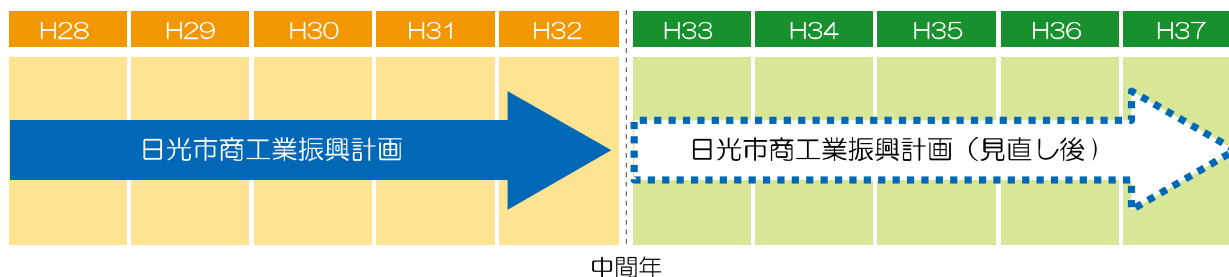 H28 H29 H30 H31 H32 H33 H34 H35 H36 H37
日光市商工業振興計画 日光市商工業振興計画（見直し後）
中間年